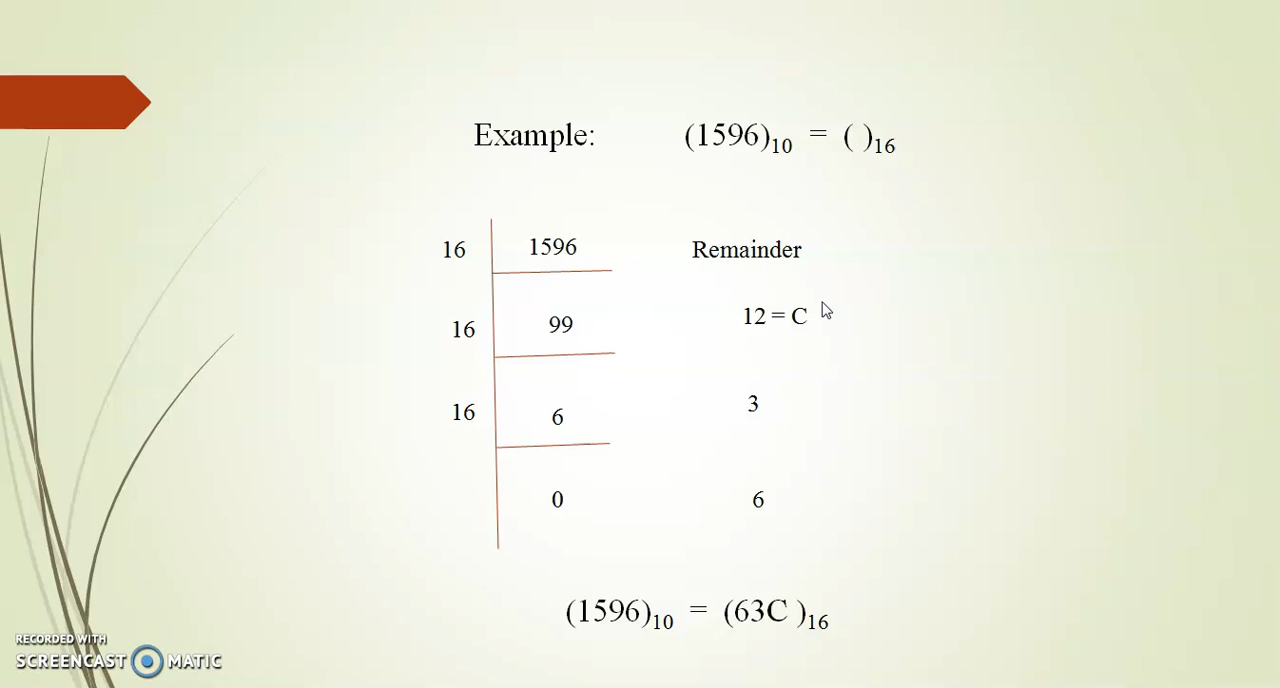 Example: (1596)10 = ( )16
16 1596 Remainder
16 99 12 = C
16 6 3
0 6
(1596)10 = (63C )16
RECORDED WITH
SCREENCAST MATIC